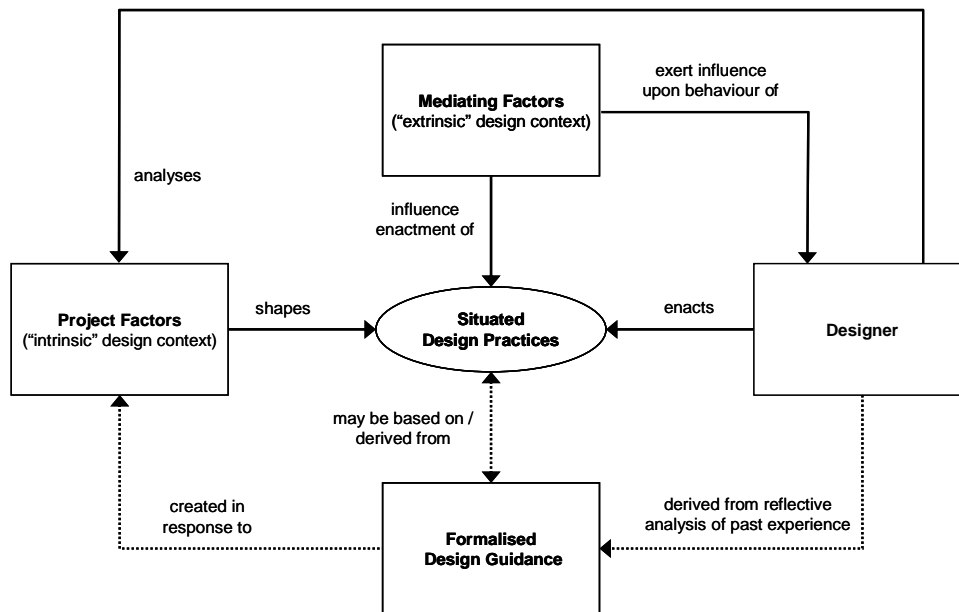 exert influence
upon behaviour of
Mediating Factors
(“extrinsic” design context)
analyses
influence
enactment of
shapes
enacts
Project Factors
(“intrinsic” design context)
Situated
Design Practices
Designer
may be based on /
derived from
created in
response to
derived from reflective
analysis of past experience
Formalised
Design Guidance